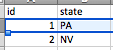 id state
1 PA
2 NV